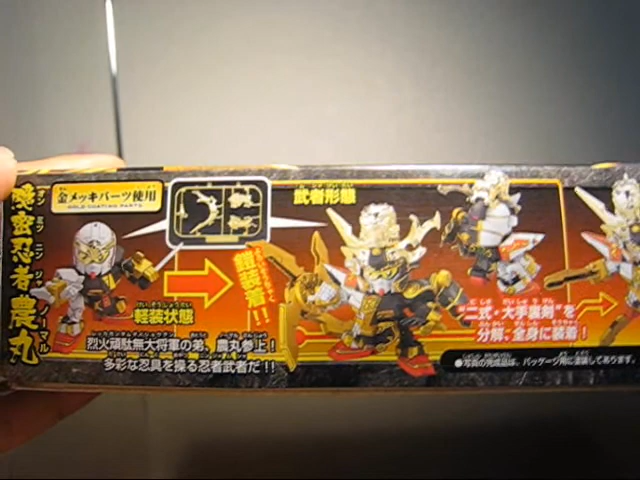 隠密忍者農丸
金メッキパーツ使用
GOLD COATING PARTS
軽装状態
鎧装着!!
武者形態
烈火頑駄無大将軍の弟、農丸参上!
多彩な忍具を操る忍者武者だ!!
“二式・大手裏剣”を
分解、全身に装着!
●写真の完成品は、パッケージ用に塗装してあります。